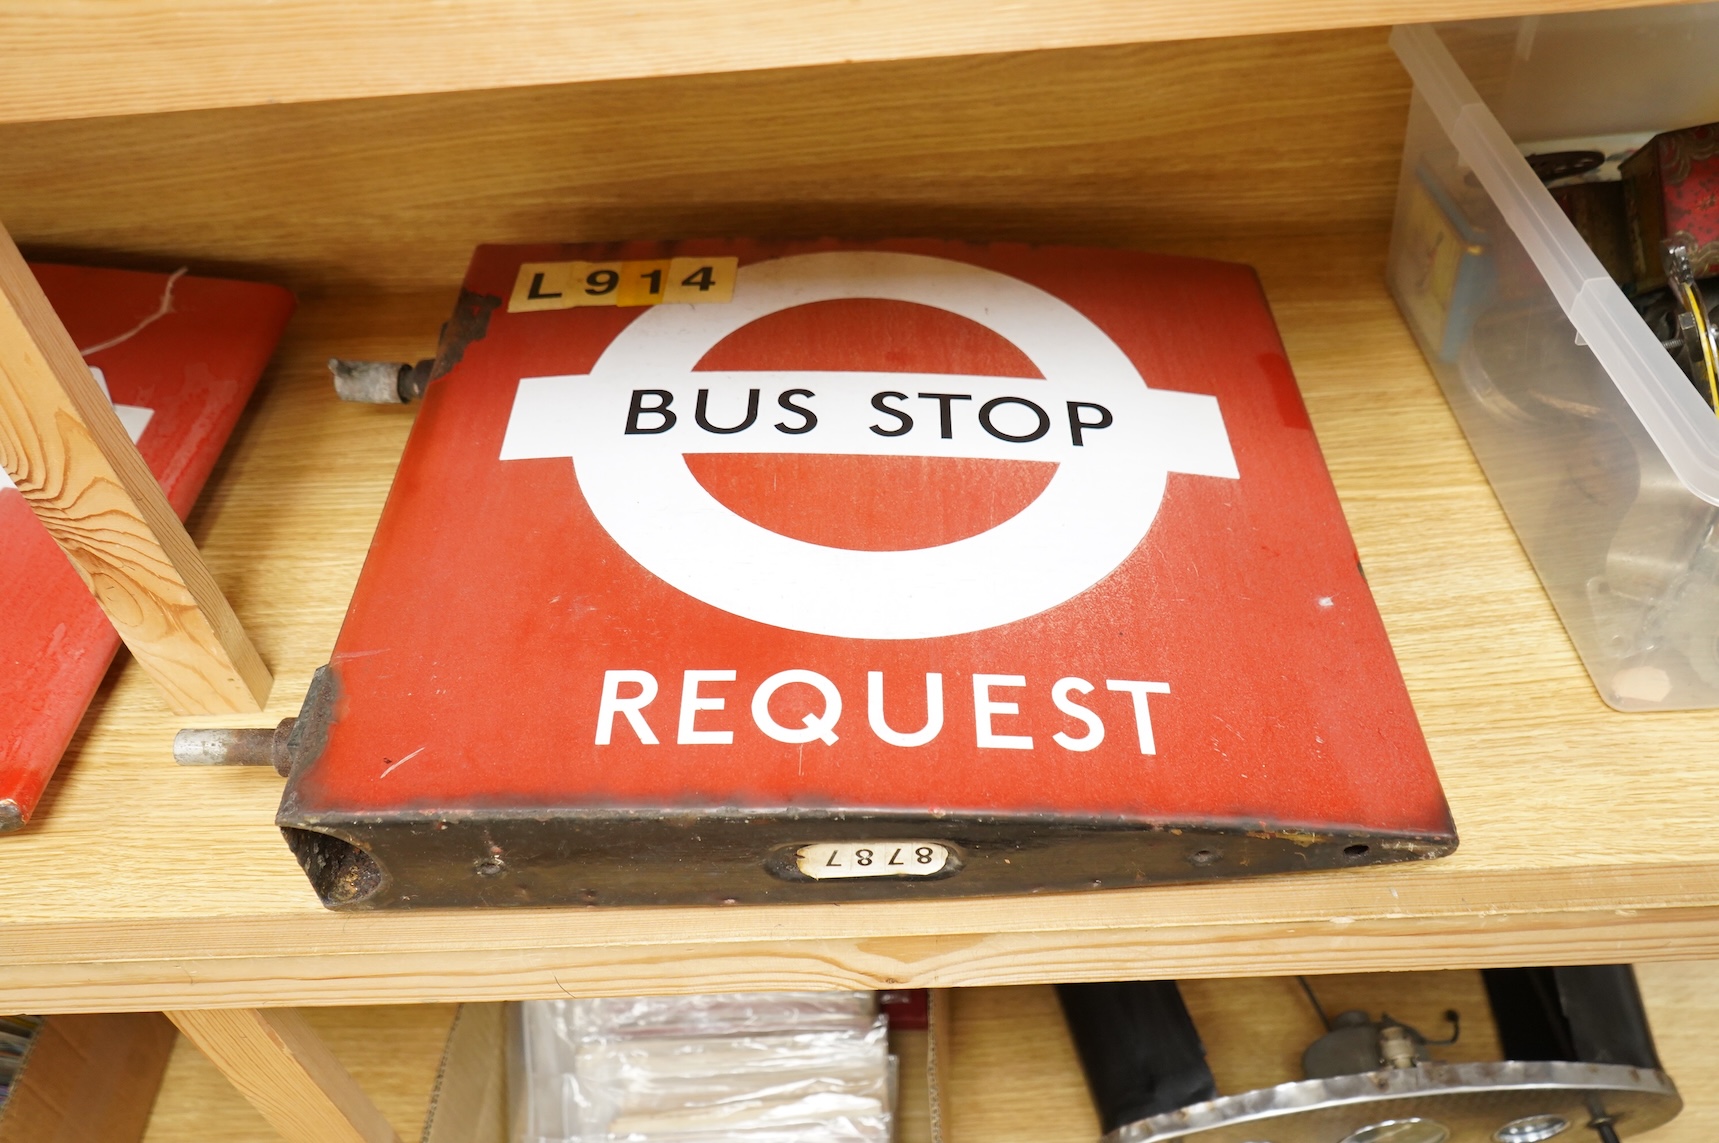 L914
BUS STOP
REQUEST
8787